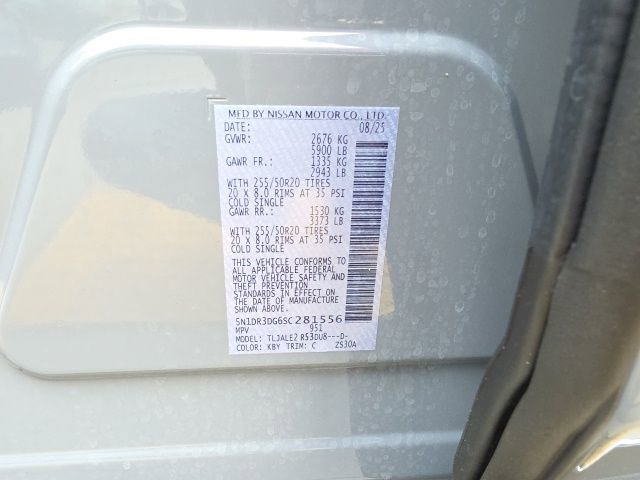 MFD BY NISSAN MOTOR CO., LTD.
DATE: 08/25
GVWR: 2676 KG
5900 LB
GAWR FR.: 1335 KG
2943 LB
WITH 255/50R20 TIRES
20 X 8.0 RIMS AT 35 PSI
COLD SINGLE
GAWR RR.: 1530 KG
3373 LB
WITH 255/50R20 TIRES
20 X 8.0 RIMS AT 35 PSI
COLD SINGLE
THIS VEHICLE CONFORMS TO
ALL APPLICABLE FEDERAL
MOTOR VEHICLE SAFETY AND
THEFT PREVENTION
STANDARDS IN EFFECT ON
THE DATE OF MANUFACTURE
SHOWN ABOVE.
5N1DR3DG6SC281556
MPV 951
MODEL: TLJALE2 R53DU8---D-
COLOR: KBY TRIM: C 2S30A